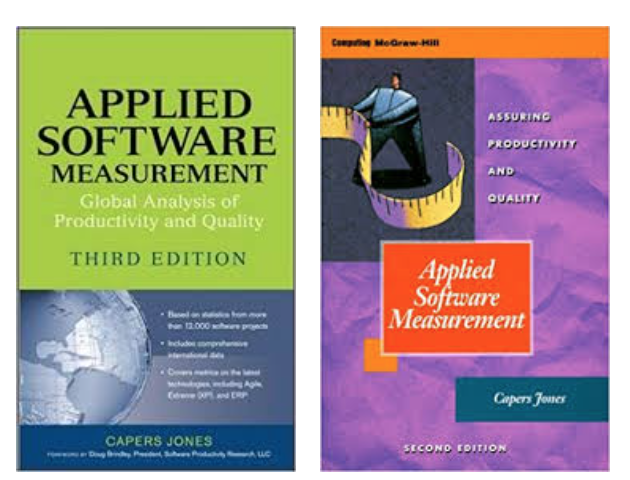 APPLIED
SOFTWARE
MEASUREMENT
Global Analysis of
Productivity and Quality
THIRD EDITION
• Based on statistics from more
than 12,000 software projects
• Includes comprehensive
international data
• Covers metrics on the latest
technologies, including Agile,
Extreme (XP), and ERP
CAPERS JONES
FOREWORD BY Doug Brindley, President, Software Productivity Research, LLC
Computing McGraw-Hill
ASSURING
PRODUCTIVITY
AND
QUALITY
Applied
Software
Measurement
Capers Jones
SECOND EDITION